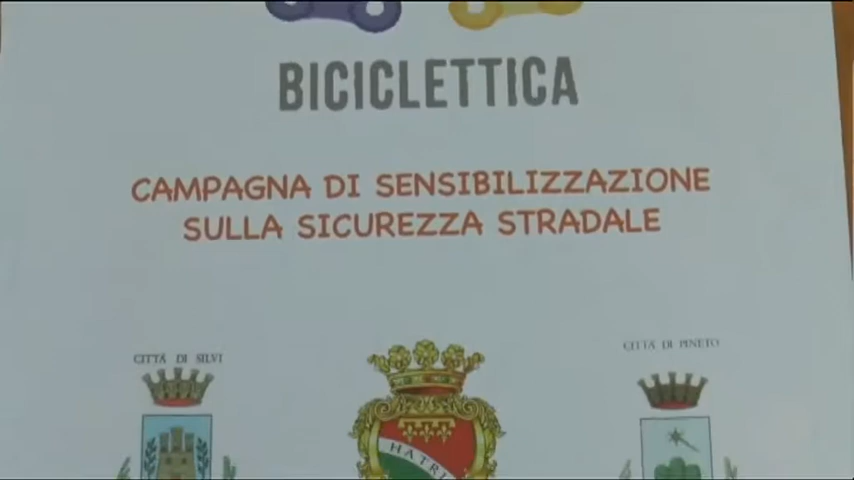 BICICLETTICA
CAMPAGNA DI SENSIBILIZZAZIONE
SULLA SICUREZZA STRADALE
CITTÀ DI SILVI
CITTÀ DI PINETO
HATRI